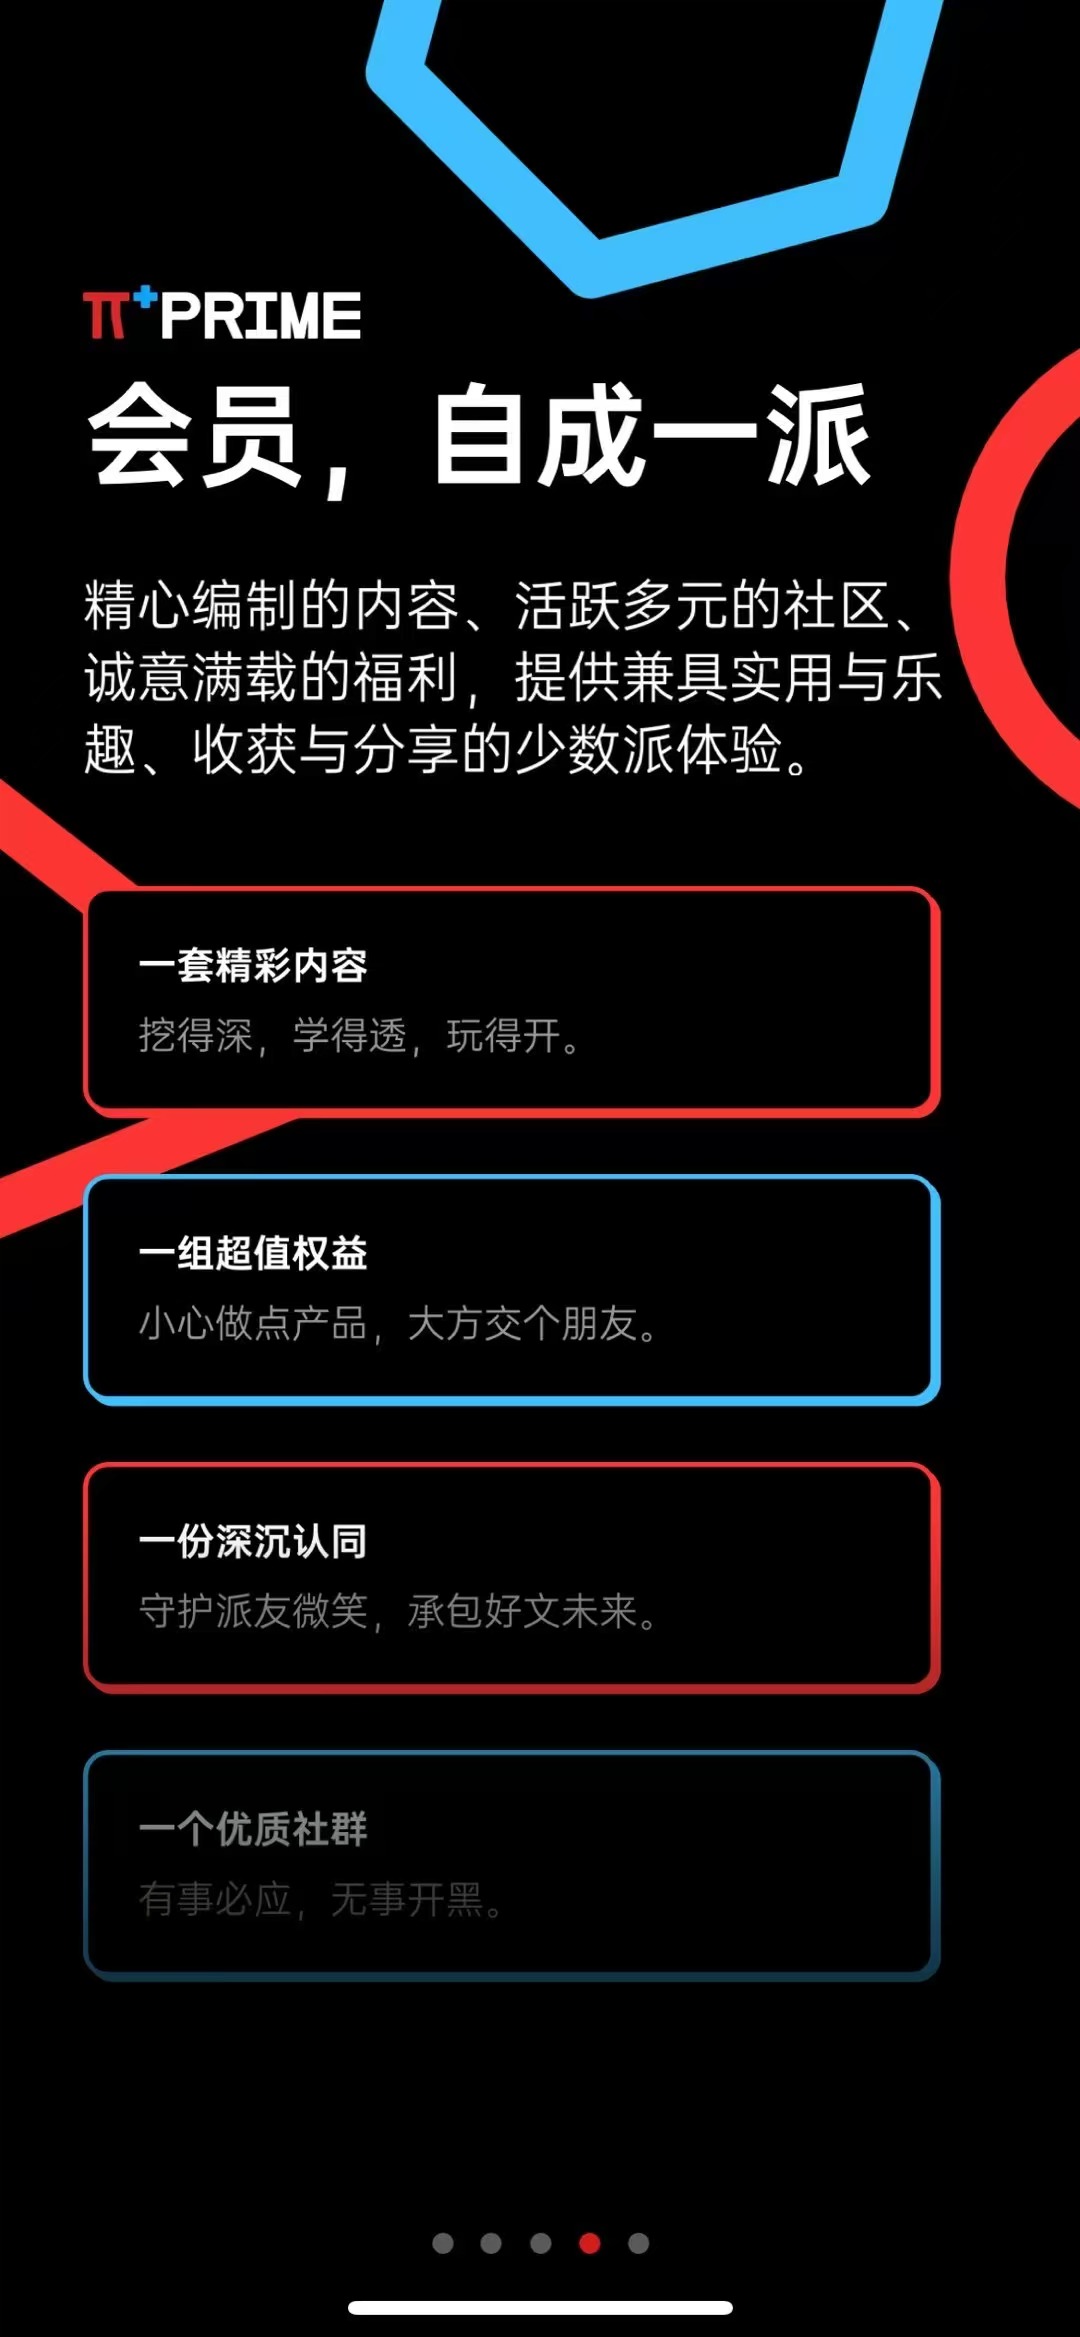 π+PRIME
会员，自成一派
精心编制的内容、活跃多元的社区、
诚意满载的福利，提供兼具实用与乐
趣、收获与分享的少数派体验。
一套精彩内容
挖得深，学得透，玩得开。
一组超值权益
小心做点产品，大方交个朋友。
一份深沉认同
守护派友微笑，承包好文未来。
一个优质社群
有事必应，无事开黑。